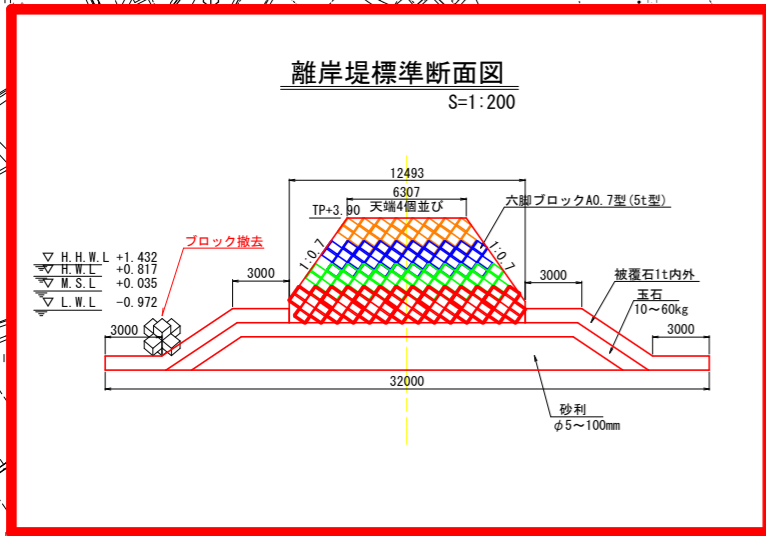 離岸堤標準断面図
S=1:200
12493
6307
TP+3.90 天端4個並び
六脚ブロックA0.7型(5t型)
ブロック撤去
1:0.7
1:0.7
H.H.W.L +1.432
H.W.L +0.817
M.S.L +0.035
L.W.L -0.972
3000
3000
被覆石1t内外
玉石
10～60kg
3000
3000
32000
砂利
φ5～100mm